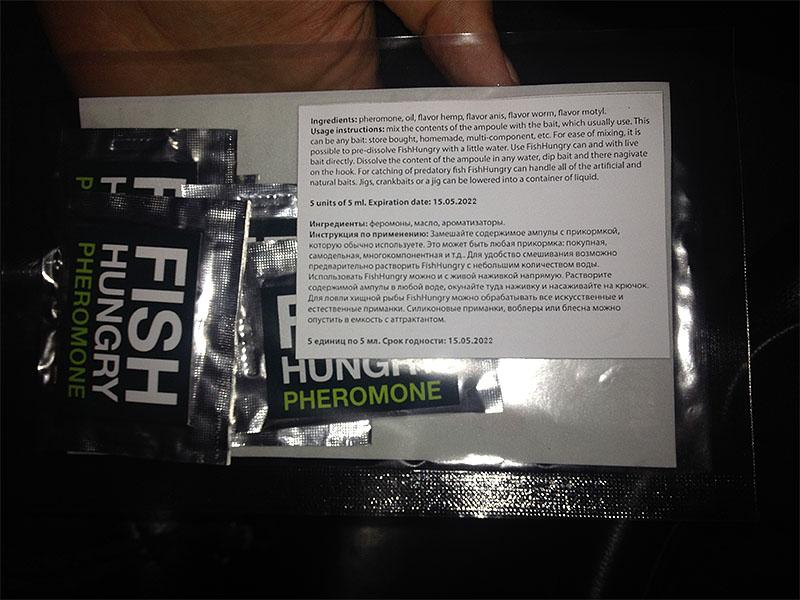 Ingredients: pheromone, oil, flavor hemp, flavor anis, flavor worm, flavor motyl.
Usage instructions: mix the contents of the ampoule with the bait, which usually use. This
can be any bait: store bought, homemade, multi-component, etc. For ease of mixing, it is
possible to pre-dissolve FishHungry with a little water. Use FishHungry can and with live
bait directly. Dissolve the content of the ampoule in any water, dip bait and there nagivate
on the hook. For catching of predatory fish FishHungry can handle all of the artificial and
natural baits. Jigs, crankbaits or a jig can be lowered into a container of liquid.
5 units of 5 ml. Expiration date: 15.05.2022
Ингредиенты: феромоны, масло, ароматизаторы.
Инструкция по применению: Замешайте содержимое ампулы с прикормкой,
которую обычно используете. Это может быть любая прикормка: покупная,
самодельная, многокомпонентная и т.д.. Для удобства смешивания возможно
предварительно растворить FishHungry с небольшим количеством воды.
Использовать FishHungry можно и с живой наживкой напрямую. Растворите
содержимой ампулы в любой воде, окунайте туда наживку и насаживайте на крючок.
Для ловли хищной рыбы FishHungry можно обрабатывать все искусственные и
естественные приманки. Силиконовые приманки, воблеры или блесна можно
опустить в емкость с аттрактантом.
5 единиц по 5 мл. Срок годности: 15.05.2022
FISH
HUNGRY
PHEROMONE
HUNGR
PHEROMONE